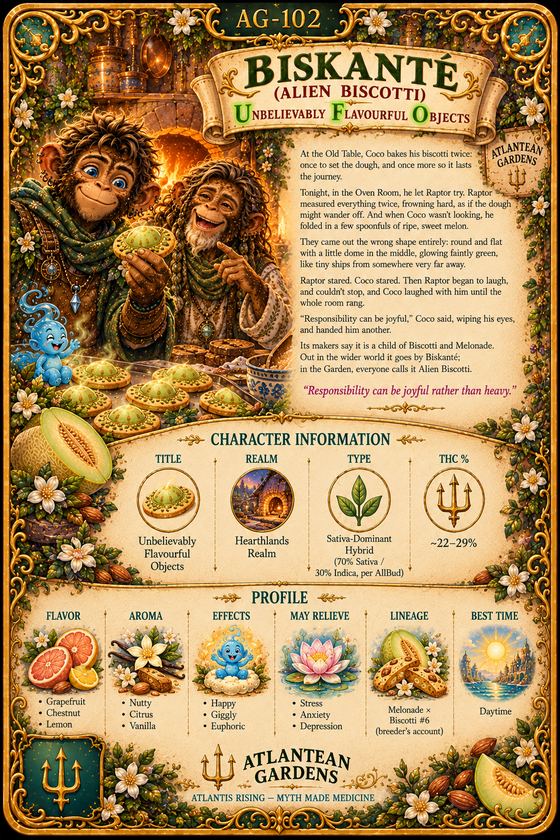 AG-102
BISKANTÉ
(ALIEN BISCOTTI)
UNBELIEVABLY FLAVOURFUL OBJECTS
ATLANTEAN
GARDENS
At the Old Table, Coco bakes his biscotti twice:
once to set the dough, and once more so it lasts
the journey.
Tonight, in the Oven Room, he let Raptor try. Raptor
measured everything twice, frowning hard, as if the dough
might wander off. And when Coco wasn't looking, he
folded in a few spoonfuls of ripe, sweet melon.
They came out the wrong shape entirely: round and flat
with a little dome in the middle, glowing faintly green,
like tiny ships from somewhere very far away.
Raptor stared. Coco stared. Then Raptor began to laugh,
and couldn't stop, and Coco laughed with him until the
whole room rang.
“Responsibility can be joyful,” Coco said, wiping his eyes,
and handed him another.
Its makers say it is a child of Biscotti and Melonade.
Out in the wider world it goes by Biskanté;
in the Garden, everyone calls it Alien Biscotti.
“Responsibility can be joyful rather than heavy.”
CHARACTER INFORMATION
TITLE
Unbelievably
Flavourful
Objects
REALM
Hearthlands
Realm
TYPE
Sativa-Dominant
Hybrid
(70% Sativa /
30% Indica, per AllBud)
THC %
~22–29%
PROFILE
FLAVOR
• Grapefruit
• Chestnut
• Lemon
AROMA
• Nutty
• Citrus
• Vanilla
EFFECTS
• Happy
• Giggly
• Euphoric
MAY RELIEVE
• Stress
• Anxiety
• Depression
LINEAGE
Melonade ×
Biscotti #6
(breeder's account)
BEST TIME
Daytime
ATLANTEAN
GARDENS
ATLANTIS RISING — MYTH MADE MEDICINE